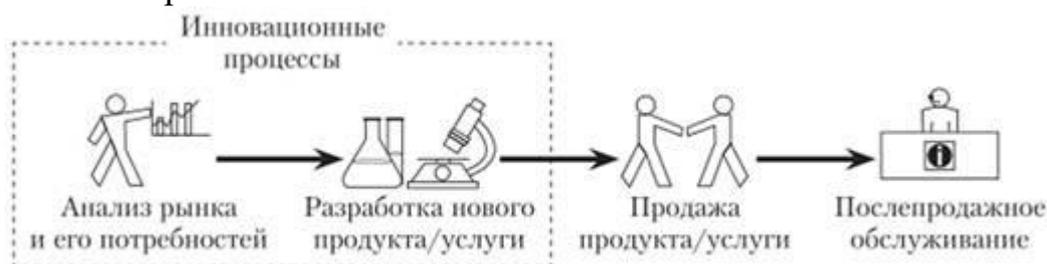 Инновационные
процессы
Анализ рынка
и его потребностей
Разработка нового
продукта/услуги
Продажа
продукта/услуги
Послепродажное
обслуживание